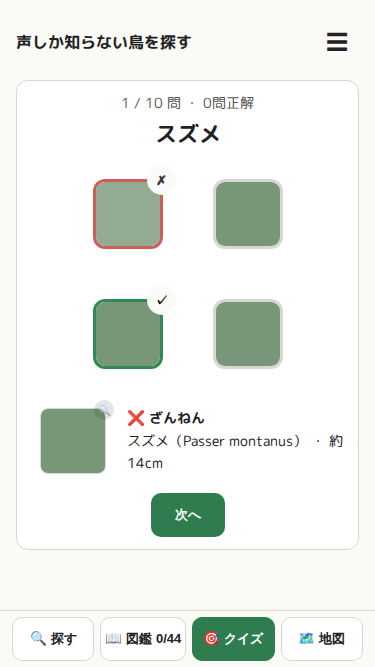 声しか知らない鳥を探す
1 / 10 問 · 0問正解
スズメ
✗
✓
❌ ざんねん
スズメ（Passer montanus） · 約
14cm
次へ
🔍 探す
📖 図鑑 0/44
🎯 クイズ
🗺️ 地図